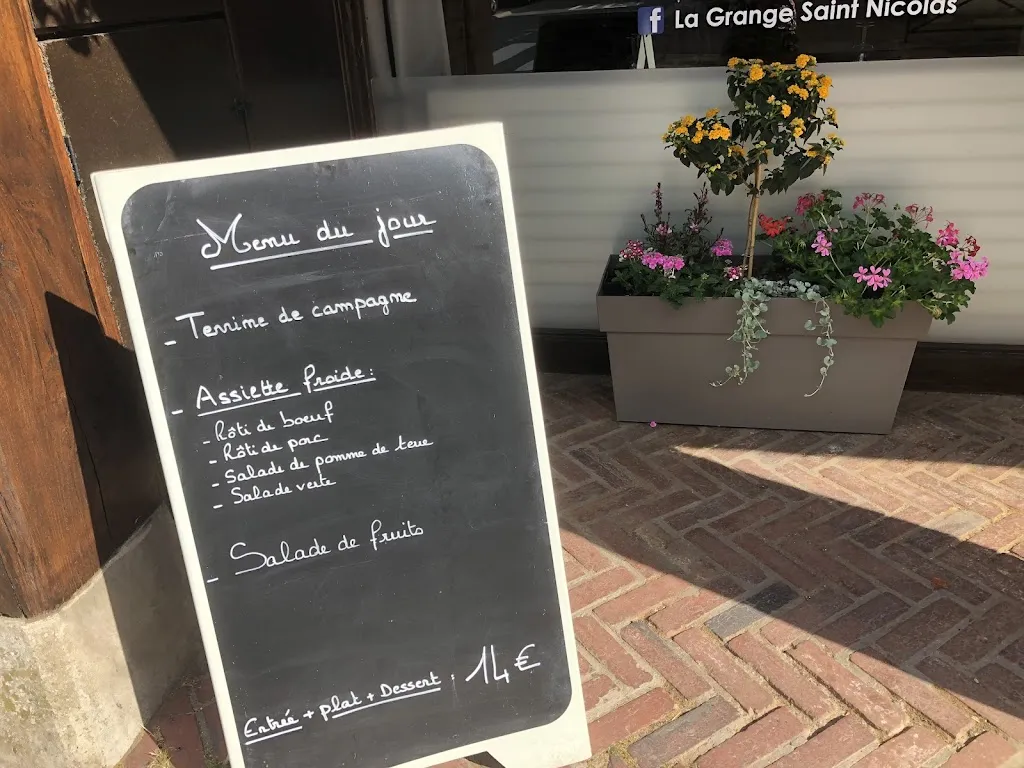 f La Grange Saint Nicolas
Menu du jour
- Terrine de campagne
- Assiette froide :
- Rôti de boeuf
- Rôti de porc
- Salade de pomme de terre
- Salade verte
- Salade de fruits
Entrée + plat + Dessert : 14 €